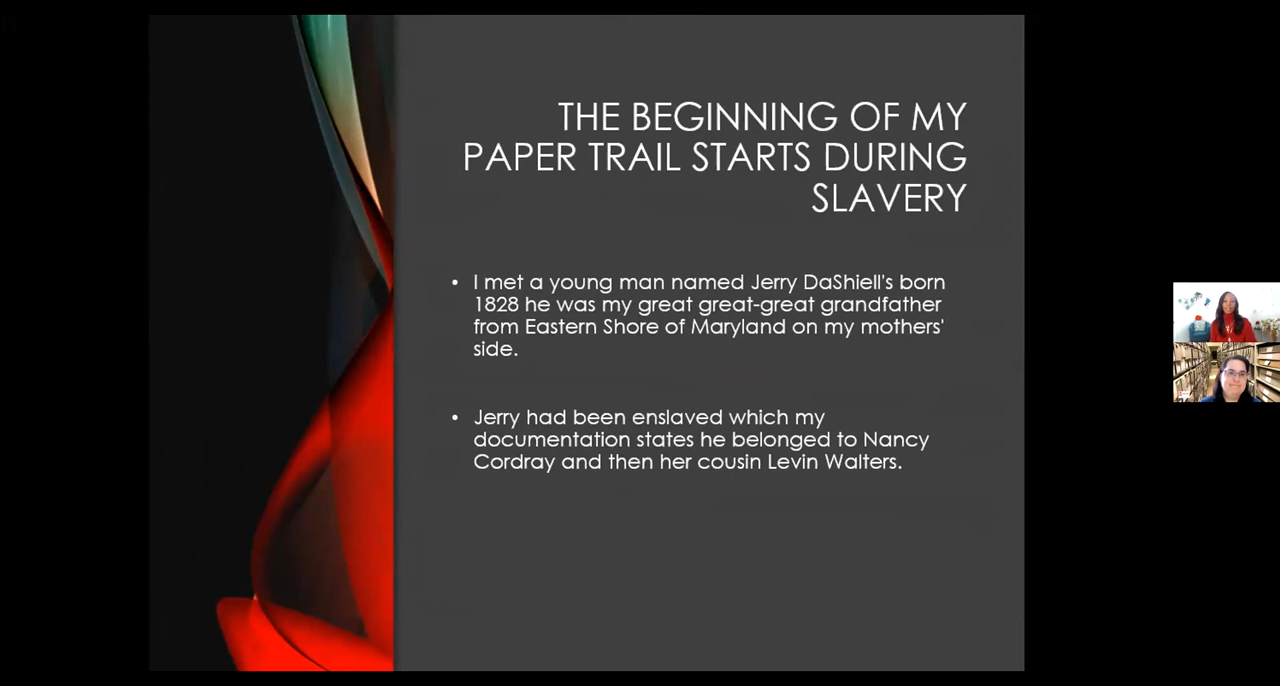 THE BEGINNING OF MY
PAPER TRAIL STARTS DURING
SLAVERY
• I met a young man named Jerry DaShiell's born
1828 he was my great great-great grandfather
from Eastern Shore of Maryland on my mothers'
side.
• Jerry had been enslaved which my
documentation states he belonged to Nancy
Cordray and then her cousin Levin Walters.